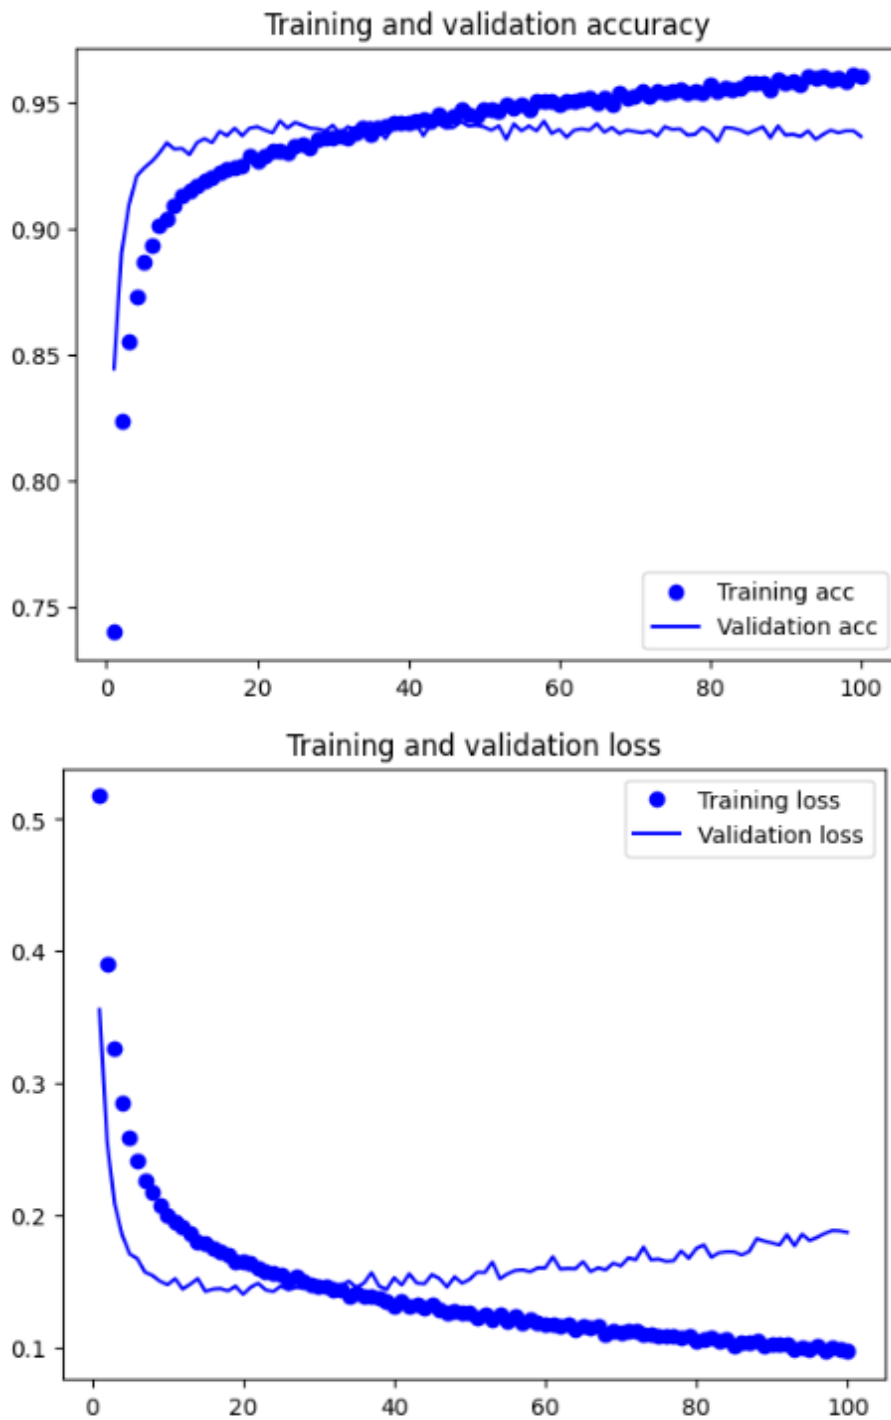 Training and validation accuracy
0.95
0.90
0.85
0.80
0.75
Training acc
Validation acc
0 20 40 60 80 100
Training and validation loss
Training loss
Validation loss
0.5
0.4
0.3
0.2
0.1
0 20 40 60 80 100